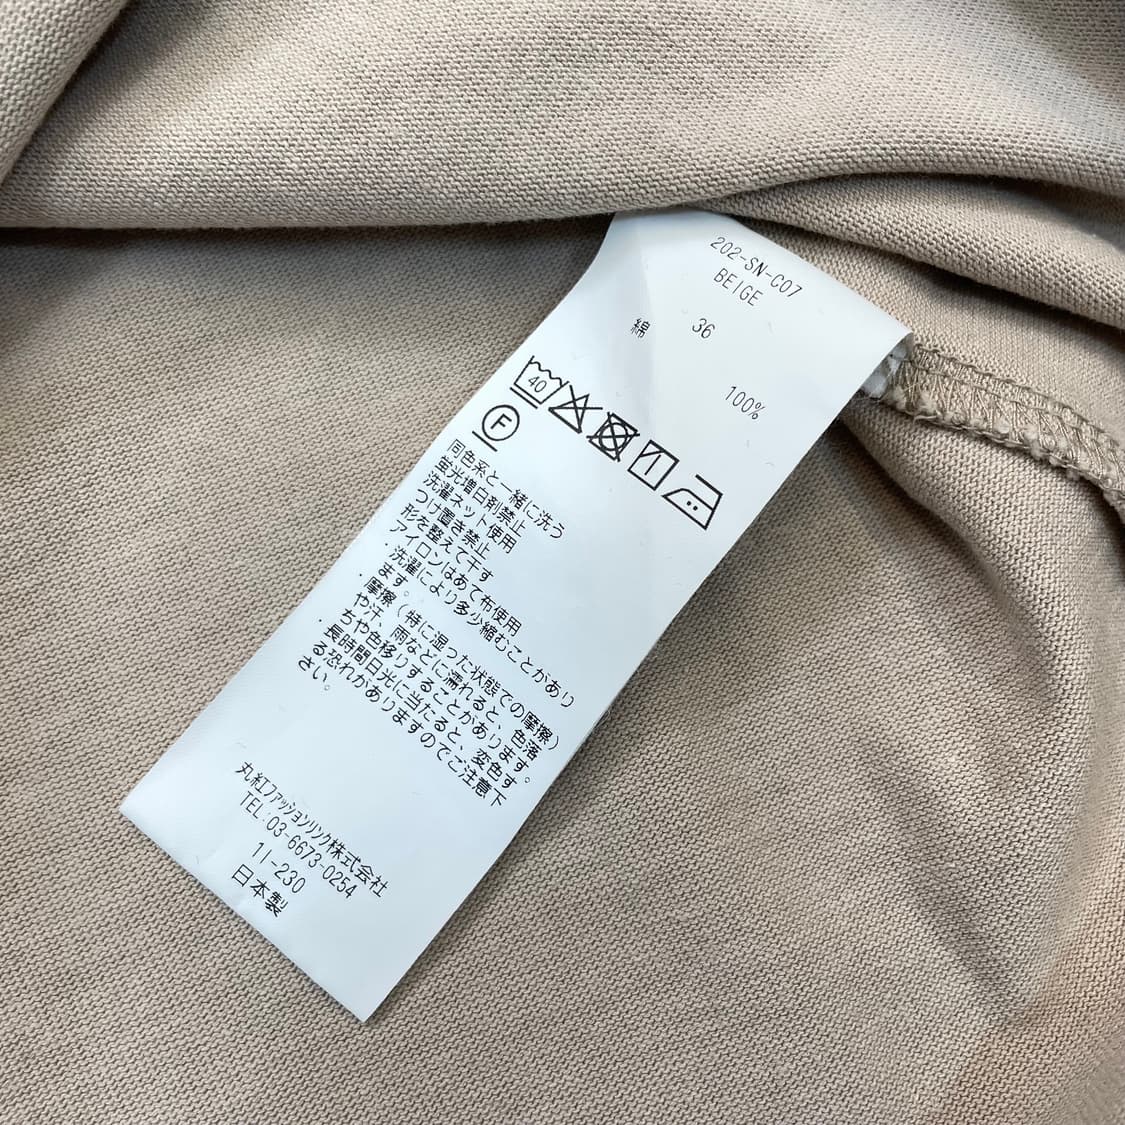 202-SN-C07
BEIGE
36
綿 100%
40
F
同色系と一緒に洗う
蛍光増白剤禁止
洗濯ネット使用
つけ置き禁止
形を整えて干す
アイロンはあて布使用
・洗濯により多少縮むことがあり
ます。
・摩擦(特に湿った状態での摩擦)
や汗、雨などに濡れると、色落
ちや色移りすることがあります。
・長時間日光に当たると、変色す
る恐れがありますのでご注意下
さい。
丸紅ファッションリンク株式会社
TEL:03-6673-0254
11-230
日本製